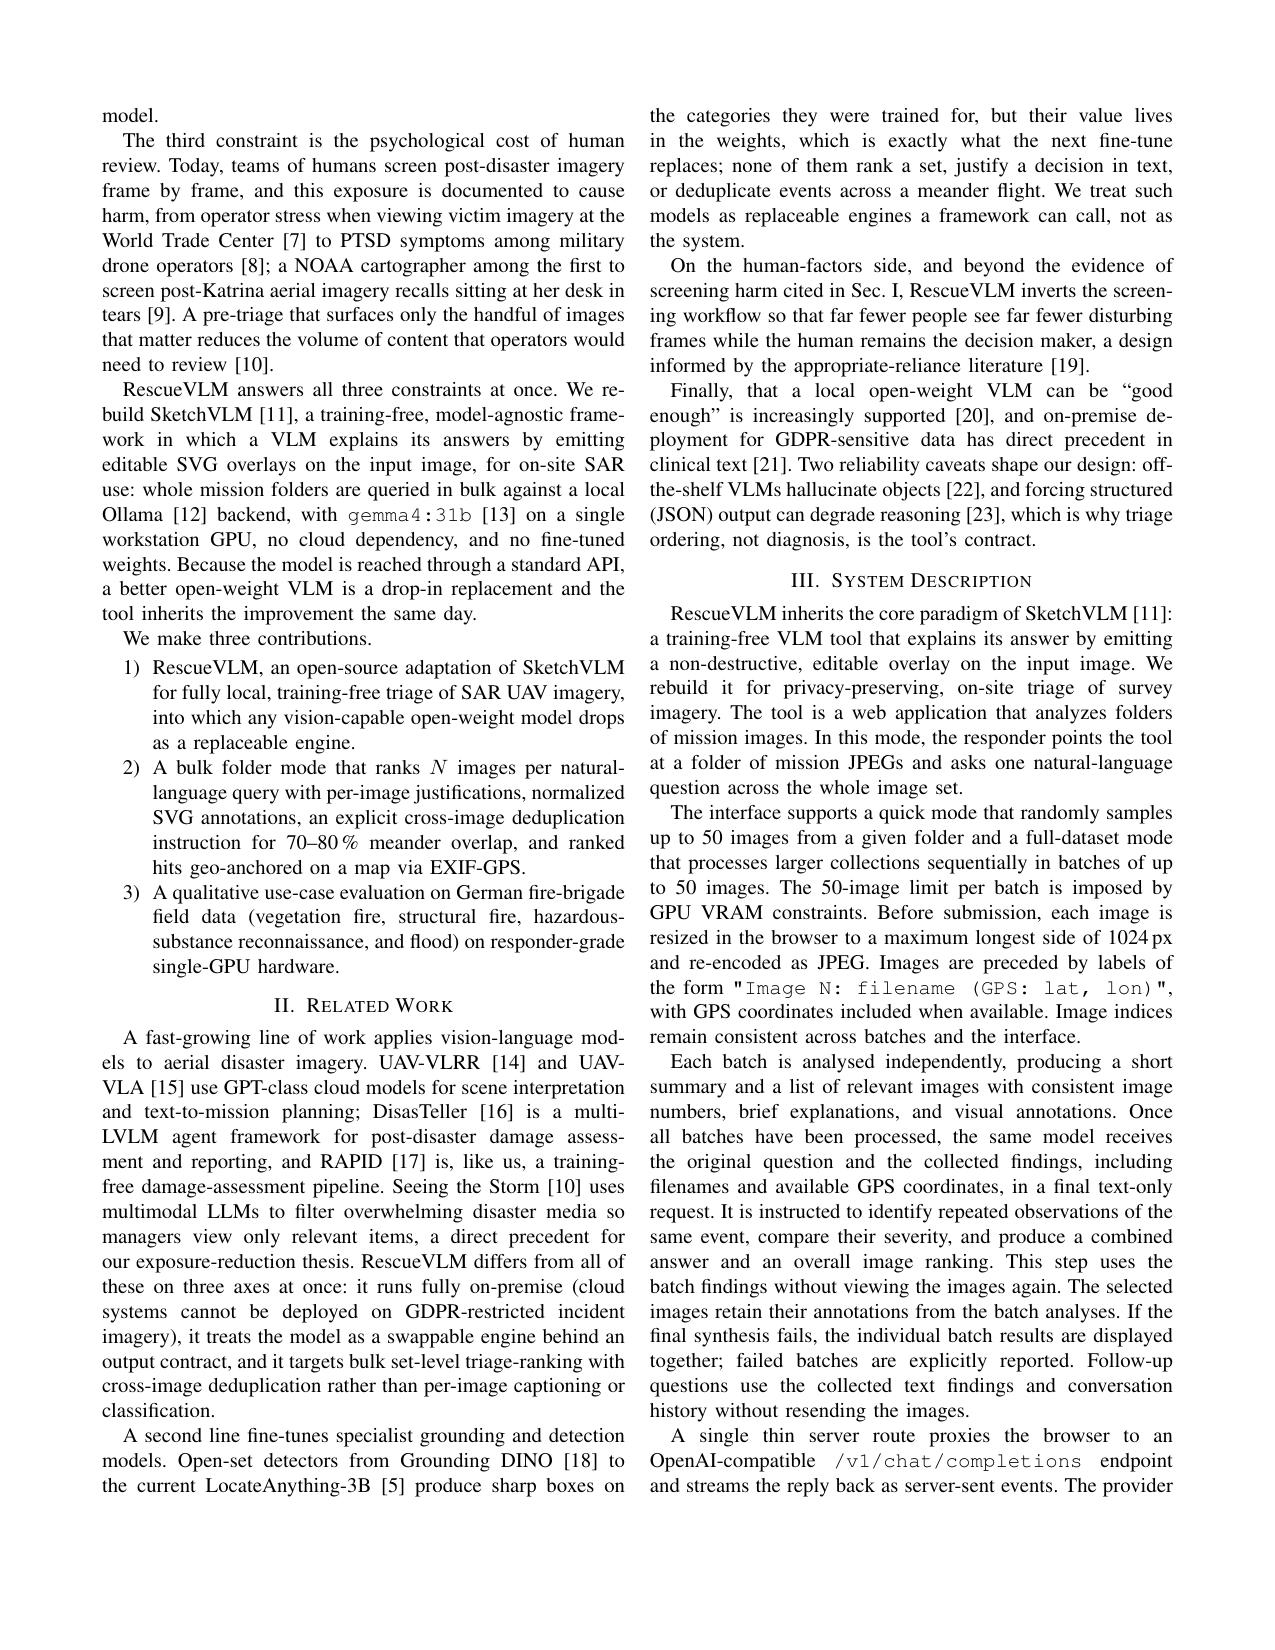 model.
The third constraint is the psychological cost of human
review. Today, teams of humans screen post-disaster imagery
frame by frame, and this exposure is documented to cause
harm, from operator stress when viewing victim imagery at the
World Trade Center [7] to PTSD symptoms among military
drone operators [8]; a NOAA cartographer among the first to
screen post-Katrina aerial imagery recalls sitting at her desk in
tears [9]. A pre-triage that surfaces only the handful of images
that matter reduces the volume of content that operators would
need to review [10].
RescueVLM answers all three constraints at once. We re-
build SketchVLM [11], a training-free, model-agnostic frame-
work in which a VLM explains its answers by emitting
editable SVG overlays on the input image, for on-site SAR
use: whole mission folders are queried in bulk against a local
Ollama [12] backend, with gemma4:31b [13] on a single
workstation GPU, no cloud dependency, and no fine-tuned
weights. Because the model is reached through a standard API,
a better open-weight VLM is a drop-in replacement and the
tool inherits the improvement the same day.
We make three contributions.
1) RescueVLM, an open-source adaptation of SketchVLM
for fully local, training-free triage of SAR UAV imagery,
into which any vision-capable open-weight model drops
as a replaceable engine.
2) A bulk folder mode that ranks N images per natural-
language query with per-image justifications, normalized
SVG annotations, an explicit cross-image deduplication
instruction for 70–80 % meander overlap, and ranked
hits geo-anchored on a map via EXIF-GPS.
3) A qualitative use-case evaluation on German fire-brigade
field data (vegetation fire, structural fire, hazardous-
substance reconnaissance, and flood) on responder-grade
single-GPU hardware.
II. RELATED WORK
A fast-growing line of work applies vision-language mod-
els to aerial disaster imagery. UAV-VLRR [14] and UAV-
VLA [15] use GPT-class cloud models for scene interpretation
and text-to-mission planning; DisasTeller [16] is a multi-
LVLM agent framework for post-disaster damage assess-
ment and reporting, and RAPID [17] is, like us, a training-
free damage-assessment pipeline. Seeing the Storm [10] uses
multimodal LLMs to filter overwhelming disaster media so
managers view only relevant items, a direct precedent for
our exposure-reduction thesis. RescueVLM differs from all of
these on three axes at once: it runs fully on-premise (cloud
systems cannot be deployed on GDPR-restricted incident
imagery), it treats the model as a swappable engine behind an
output contract, and it targets bulk set-level triage-ranking with
cross-image deduplication rather than per-image captioning or
classification.
A second line fine-tunes specialist grounding and detection
models. Open-set detectors from Grounding DINO [18] to
the current LocateAnything-3B [5] produce sharp boxes on
the categories they were trained for, but their value lives
in the weights, which is exactly what the next fine-tune
replaces; none of them rank a set, justify a decision in text,
or deduplicate events across a meander flight. We treat such
models as replaceable engines a framework can call, not as
the system.
On the human-factors side, and beyond the evidence of
screening harm cited in Sec. I, RescueVLM inverts the screen-
ing workflow so that far fewer people see far fewer disturbing
frames while the human remains the decision maker, a design
informed by the appropriate-reliance literature [19].
Finally, that a local open-weight VLM can be “good
enough” is increasingly supported [20], and on-premise de-
ployment for GDPR-sensitive data has direct precedent in
clinical text [21]. Two reliability caveats shape our design: off-
the-shelf VLMs hallucinate objects [22], and forcing structured
(JSON) output can degrade reasoning [23], which is why triage
ordering, not diagnosis, is the tool’s contract.
III. SYSTEM DESCRIPTION
RescueVLM inherits the core paradigm of SketchVLM [11]:
a training-free VLM tool that explains its answer by emitting
a non-destructive, editable overlay on the input image. We
rebuild it for privacy-preserving, on-site triage of survey
imagery. The tool is a web application that analyzes folders
of mission images. In this mode, the responder points the tool
at a folder of mission JPEGs and asks one natural-language
question across the whole image set.
The interface supports a quick mode that randomly samples
up to 50 images from a given folder and a full-dataset mode
that processes larger collections sequentially in batches of up
to 50 images. The 50-image limit per batch is imposed by
GPU VRAM constraints. Before submission, each image is
resized in the browser to a maximum longest side of 1024 px
and re-encoded as JPEG. Images are preceded by labels of
the form "Image N: filename (GPS: lat, lon)",
with GPS coordinates included when available. Image indices
remain consistent across batches and the interface.
Each batch is analysed independently, producing a short
summary and a list of relevant images with consistent image
numbers, brief explanations, and visual annotations. Once
all batches have been processed, the same model receives
the original question and the collected findings, including
filenames and available GPS coordinates, in a final text-only
request. It is instructed to identify repeated observations of the
same event, compare their severity, and produce a combined
answer and an overall image ranking. This step uses the
batch findings without viewing the images again. The selected
images retain their annotations from the batch analyses. If the
final synthesis fails, the individual batch results are displayed
together; failed batches are explicitly reported. Follow-up
questions use the collected text findings and conversation
history without resending the images.
A single thin server route proxies the browser to an
OpenAI-compatible /v1/chat/completions endpoint
and streams the reply back as server-sent events. The provider